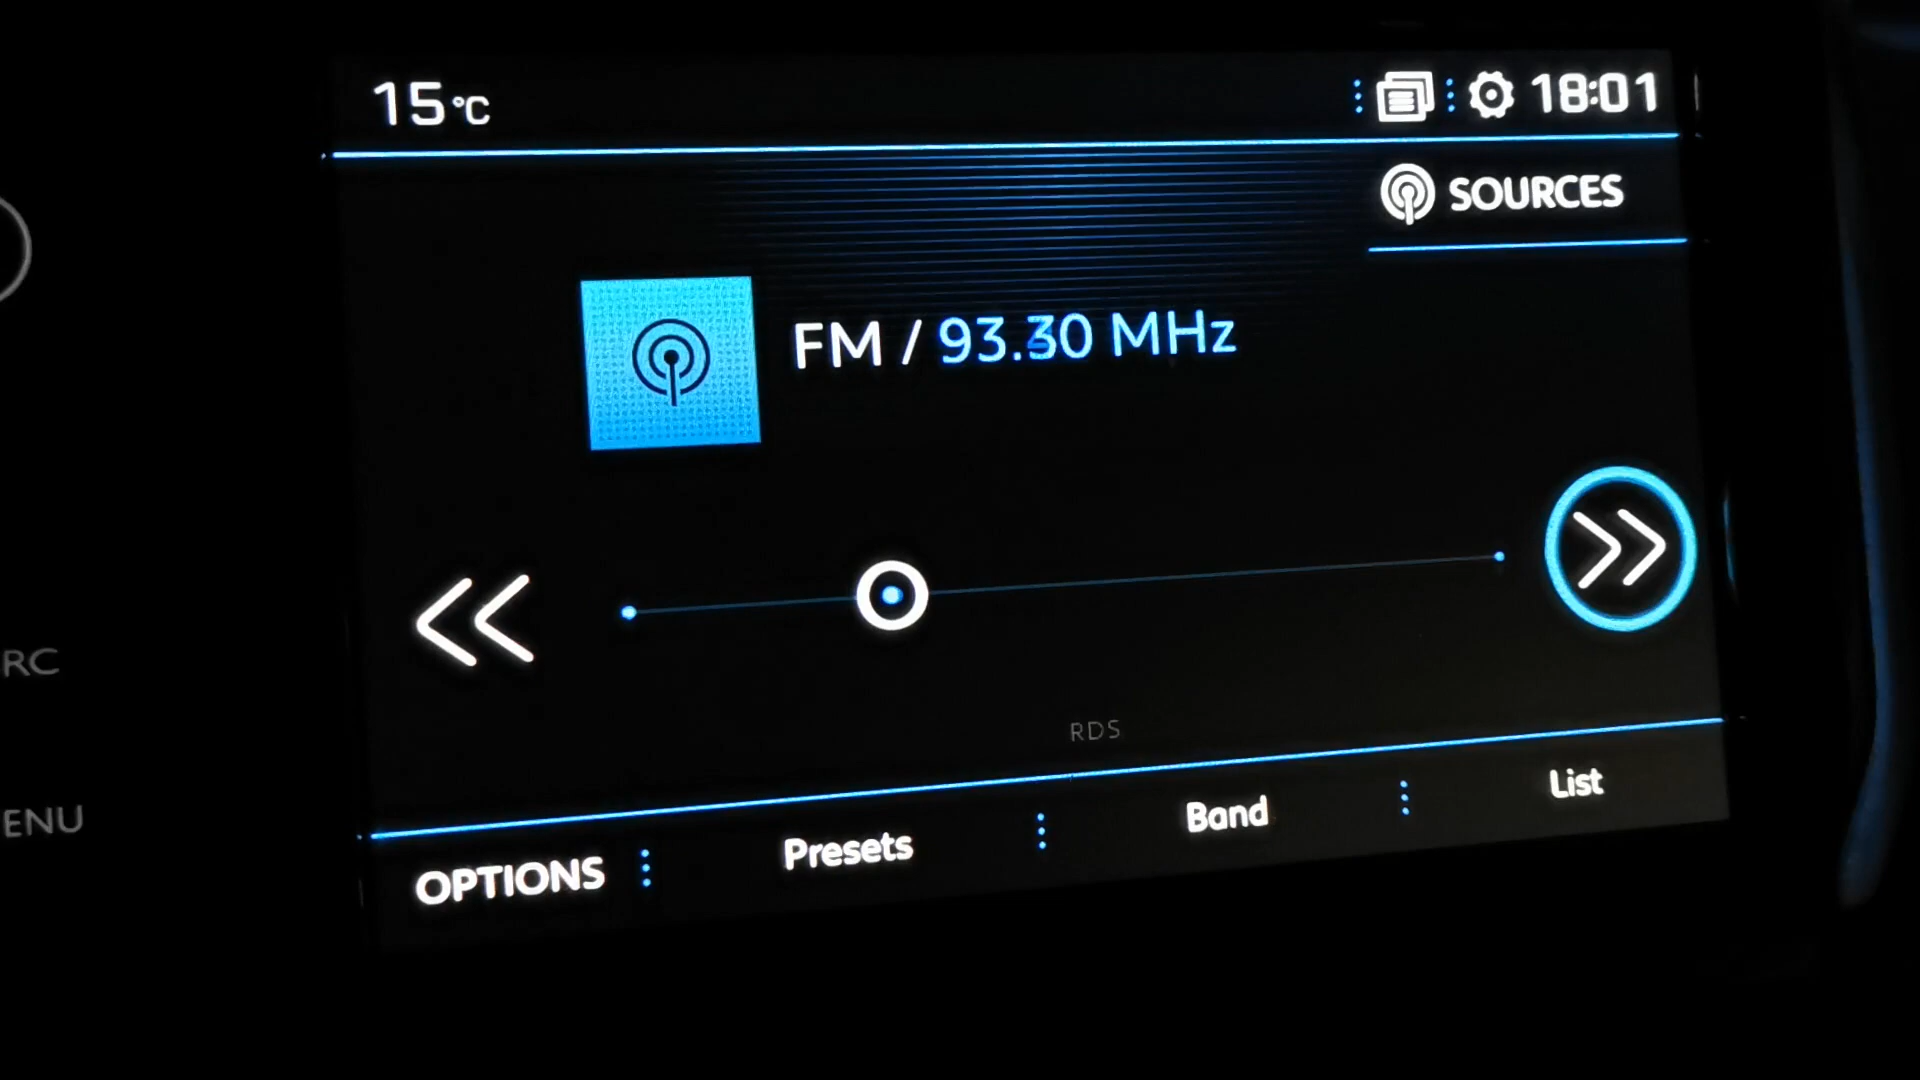 15°C
18:01
SOURCES
FM / 93.30 MHz
RC
RDS
ENU
OPTIONS
Presets
Band
List